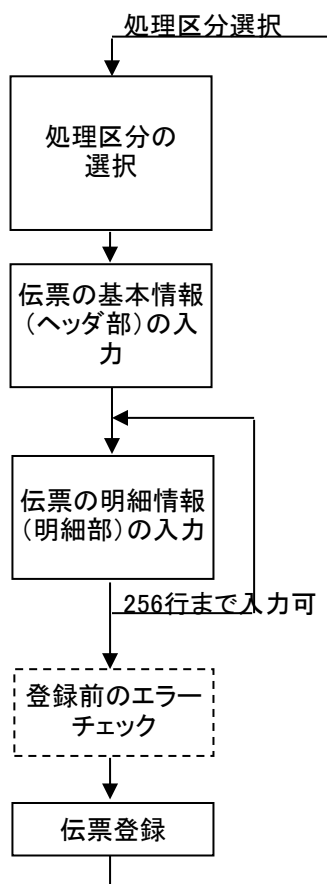 処理区分選択
処理区分の
選択
伝票の基本情報
(ヘッダ部)の入
力
伝票の明細情報
(明細部)の入力
256行まで入力可
登録前のエラー
チェック
伝票登録